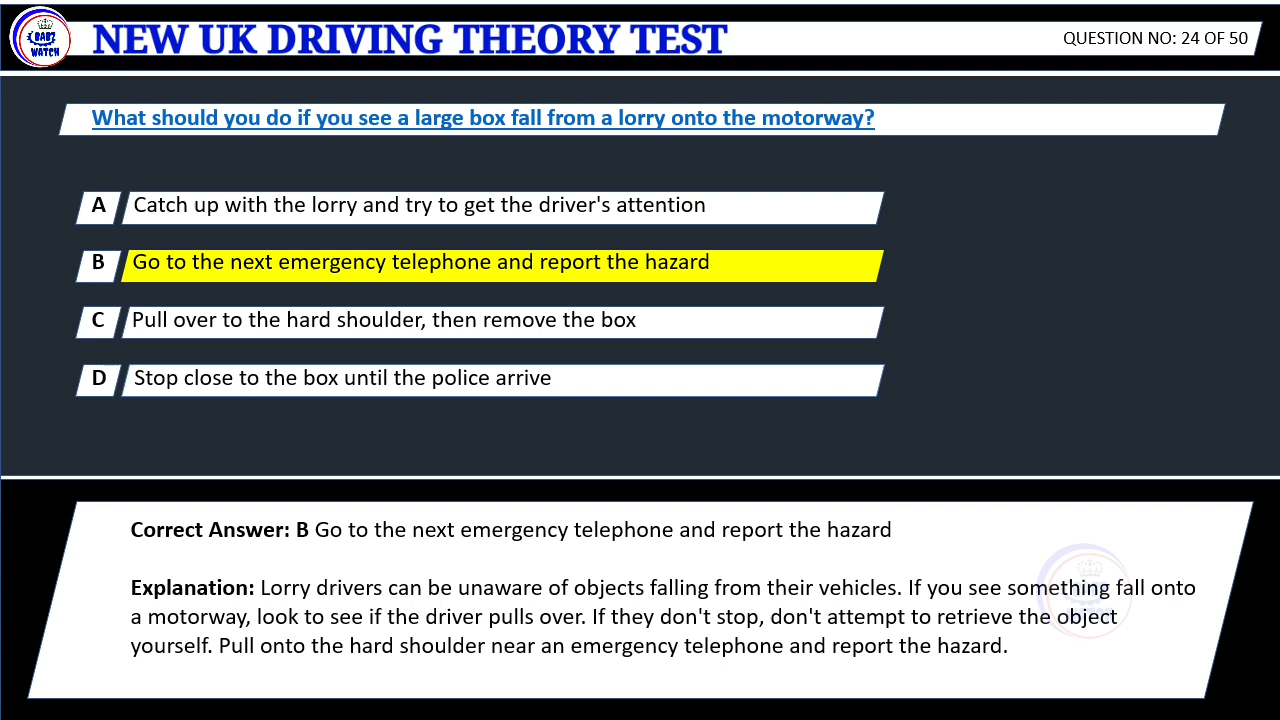 BABZ
WATCH
NEW UK DRIVING THEORY TEST
QUESTION NO: 24 OF 50
What should you do if you see a large box fall from a lorry onto the motorway?
A Catch up with the lorry and try to get the driver's attention
B Go to the next emergency telephone and report the hazard
C Pull over to the hard shoulder, then remove the box
D Stop close to the box until the police arrive
Correct Answer: B Go to the next emergency telephone and report the hazard
Explanation: Lorry drivers can be unaware of objects falling from their vehicles. If you see something fall onto
a motorway, look to see if the driver pulls over. If they don't stop, don't attempt to retrieve the object
yourself. Pull onto the hard shoulder near an emergency telephone and report the hazard.